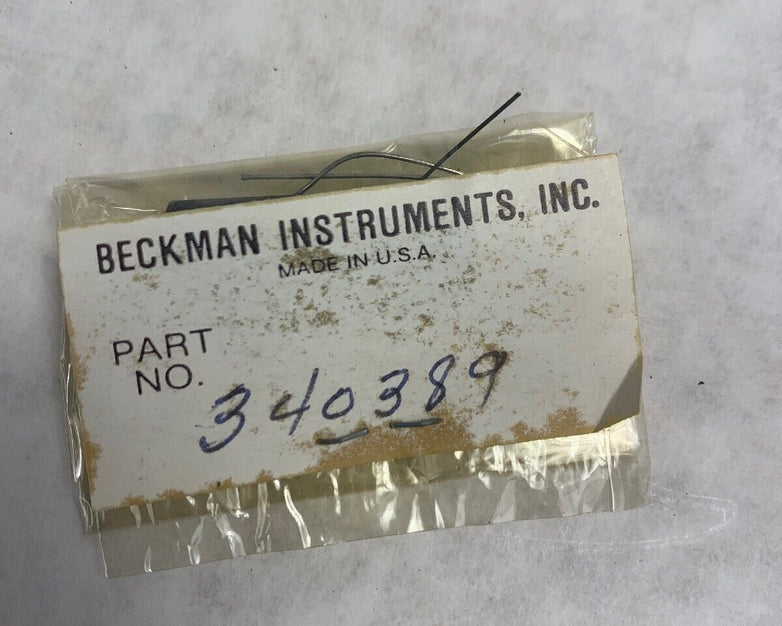 BECKMAN INSTRUMENTS, INC.
MADE IN U.S.A.
PART
NO.
340389